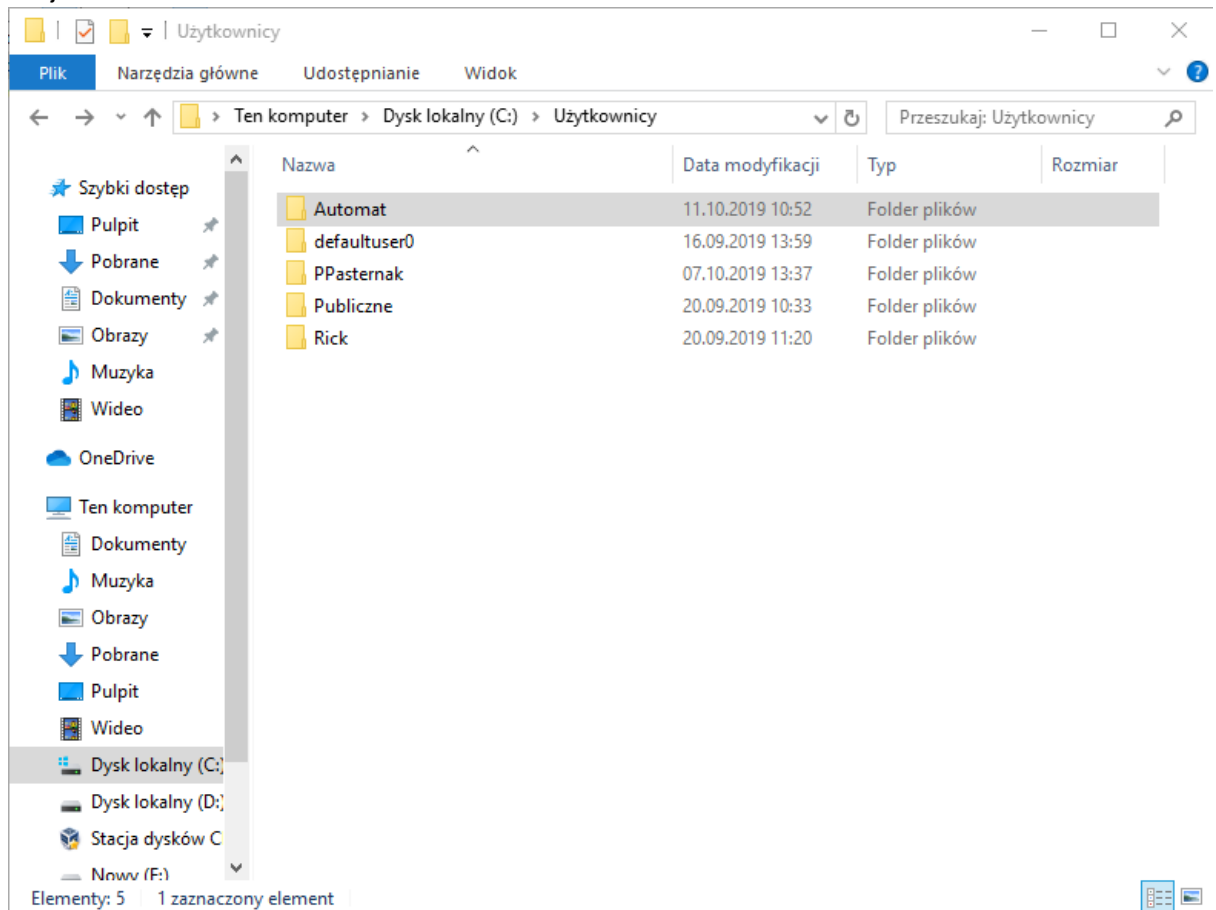 Użytkownicy
Plik Narzędzia główne Udostępnianie Widok
Ten komputer > Dysk lokalny (C:) > Użytkownicy Przeszukaj: Użytkownicy
Nazwa Data modyfikacji Typ Rozmiar
Szybki dostęp
Pulpit
Pobrane
Dokumenty
Obrazy
Muzyka
Wideo
OneDrive
Ten komputer
Dokumenty
Muzyka
Obrazy
Pobrane
Pulpit
Wideo
Dysk lokalny (C:)
Dysk lokalny (D:)
Stacja dysków C
Nowy (E:)
Automat 11.10.2019 10:52 Folder plików
defaultuser0 16.09.2019 13:59 Folder plików
PPasternak 07.10.2019 13:37 Folder plików
Publiczne 20.09.2019 10:33 Folder plików
Rick 20.09.2019 11:20 Folder plików
Elementy: 5 1 zaznaczony element